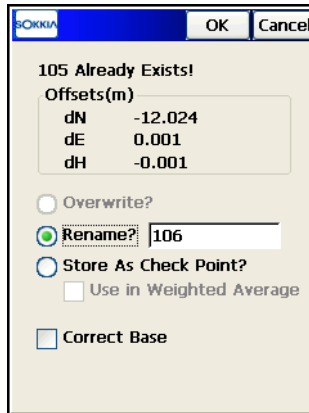 SOKKIA OK Cancel
105 Already Exists!
Offsets(m)
dN -12.024
dE 0.001
dH -0.001
Overwrite?
Rename? 106
Store As Check Point?
Use in Weighted Average
Correct Base